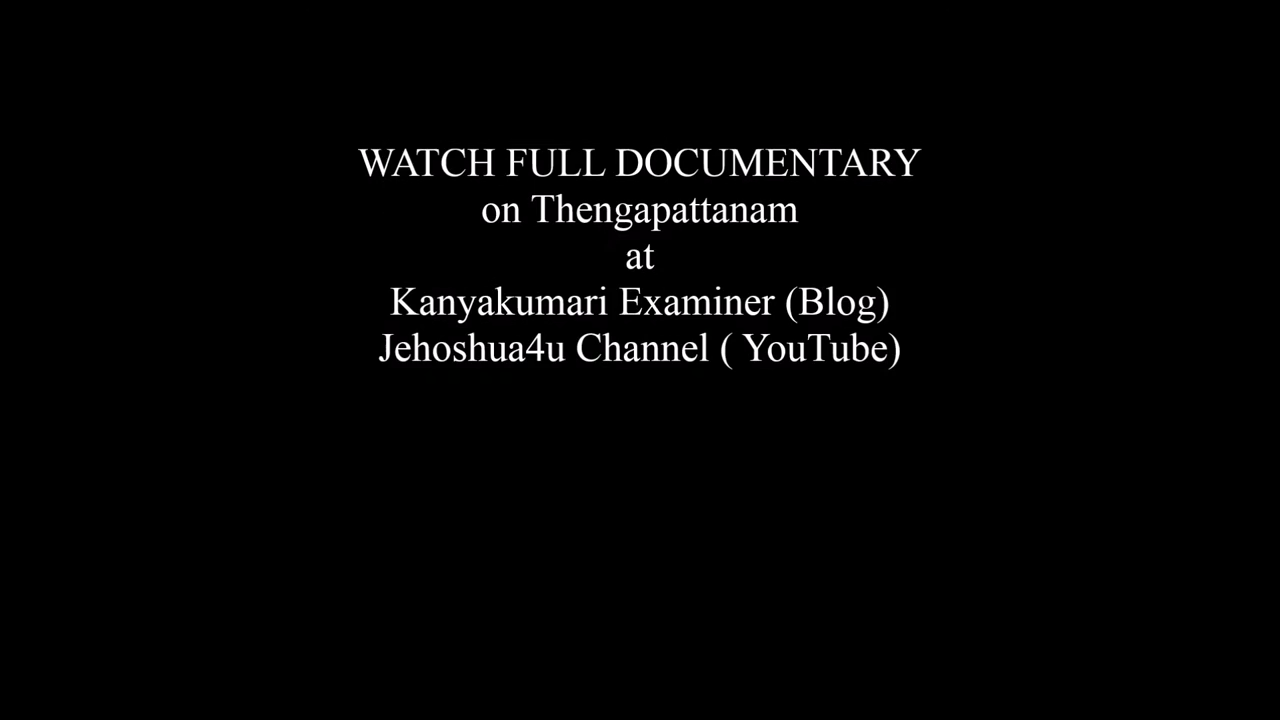 WATCH FULL DOCUMENTARY
on Thengapattanam
at
Kanyakumari Examiner (Blog)
Jehoshua4u Channel ( YouTube)